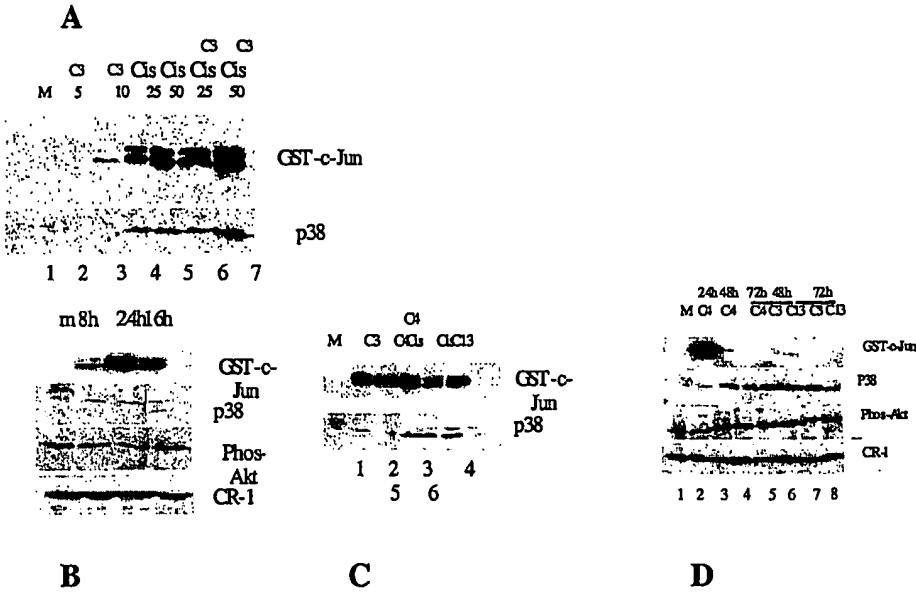 A
C3 C3
C3 C3 Cis Cis Cis Cis
M 5 10 25 50 25 50
GST-c-Jun
p38
1 2 3 4 5 6 7
m 8h 24h 16h
GST-c-
Jun
p38
Phos-
Akt
CR-1
B
C4
M C3 Cis C13
GST-c-
Jun
p38
1 2 3 4
5 6
C
24h 48h 72h 48h 72h
M C4 C4 C4 C3 C13 C3 C13
GST-c-Jun
P38
Phos-Akt
CR-1
1 2 3 4 5 6 7 8
D